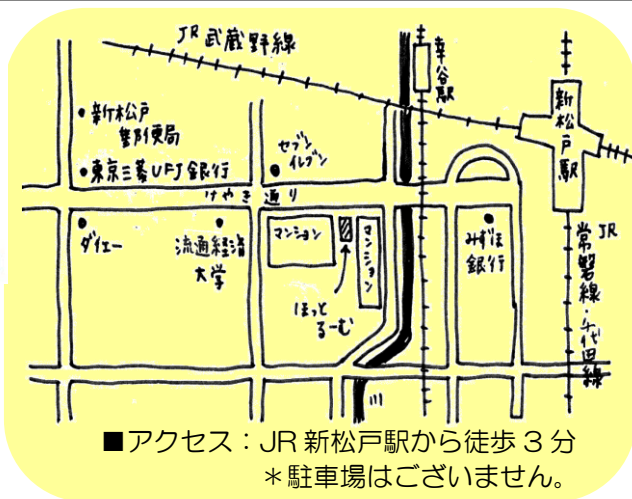 JR武蔵野線
幸谷駅
新松戸駅
新松戸
郵便局
セブン
イレブン
東京三菱UFJ銀行
けやき通り
ダイエー
流通経済
大学
マンション
マンション
みずほ
銀行
JR
常磐線・千代田線
ほっと
るーむ
川
■アクセス:JR新松戸駅から徒歩3分
*駐車場はございません。